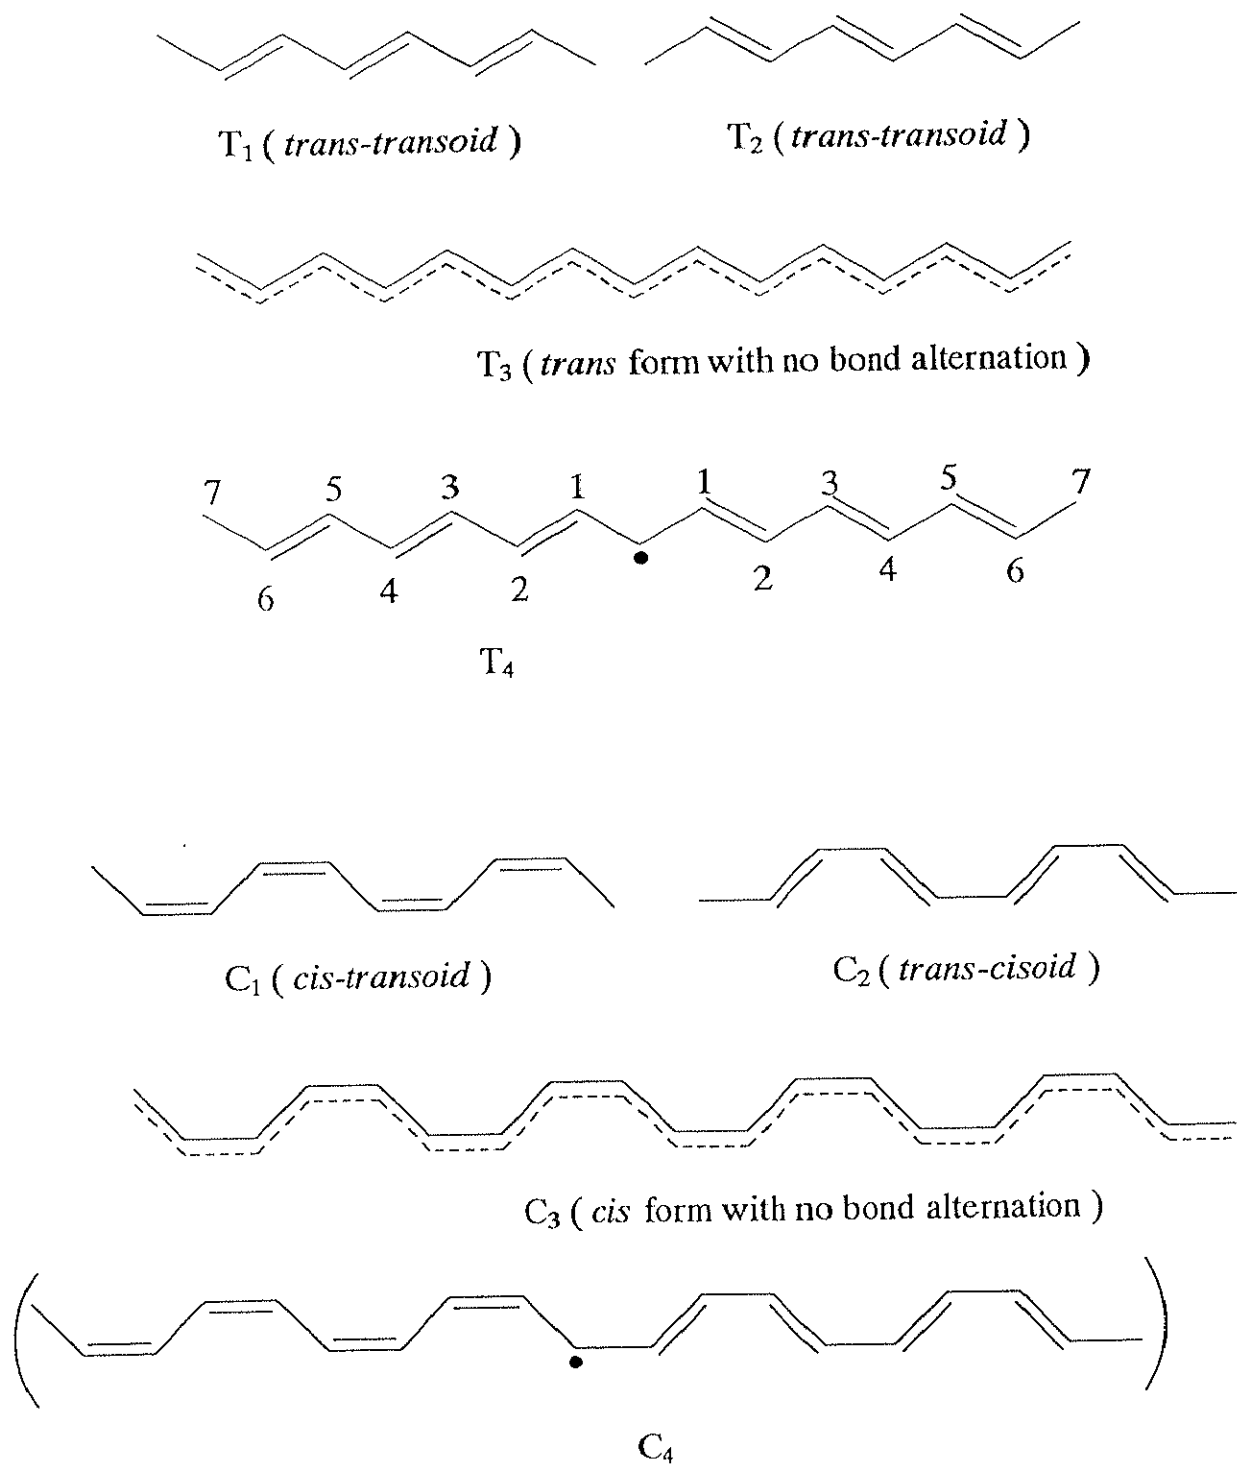 T₁ ( trans-transoid )
T₂ ( trans-transoid )
T₃ ( trans form with no bond alternation )
7 5 3 1 1 3 5 7
6 4 2 2 4 6
T₄
C₁ ( cis-transoid )
C₂ ( trans-cisoid )
C₃ ( cis form with no bond alternation )
C₄